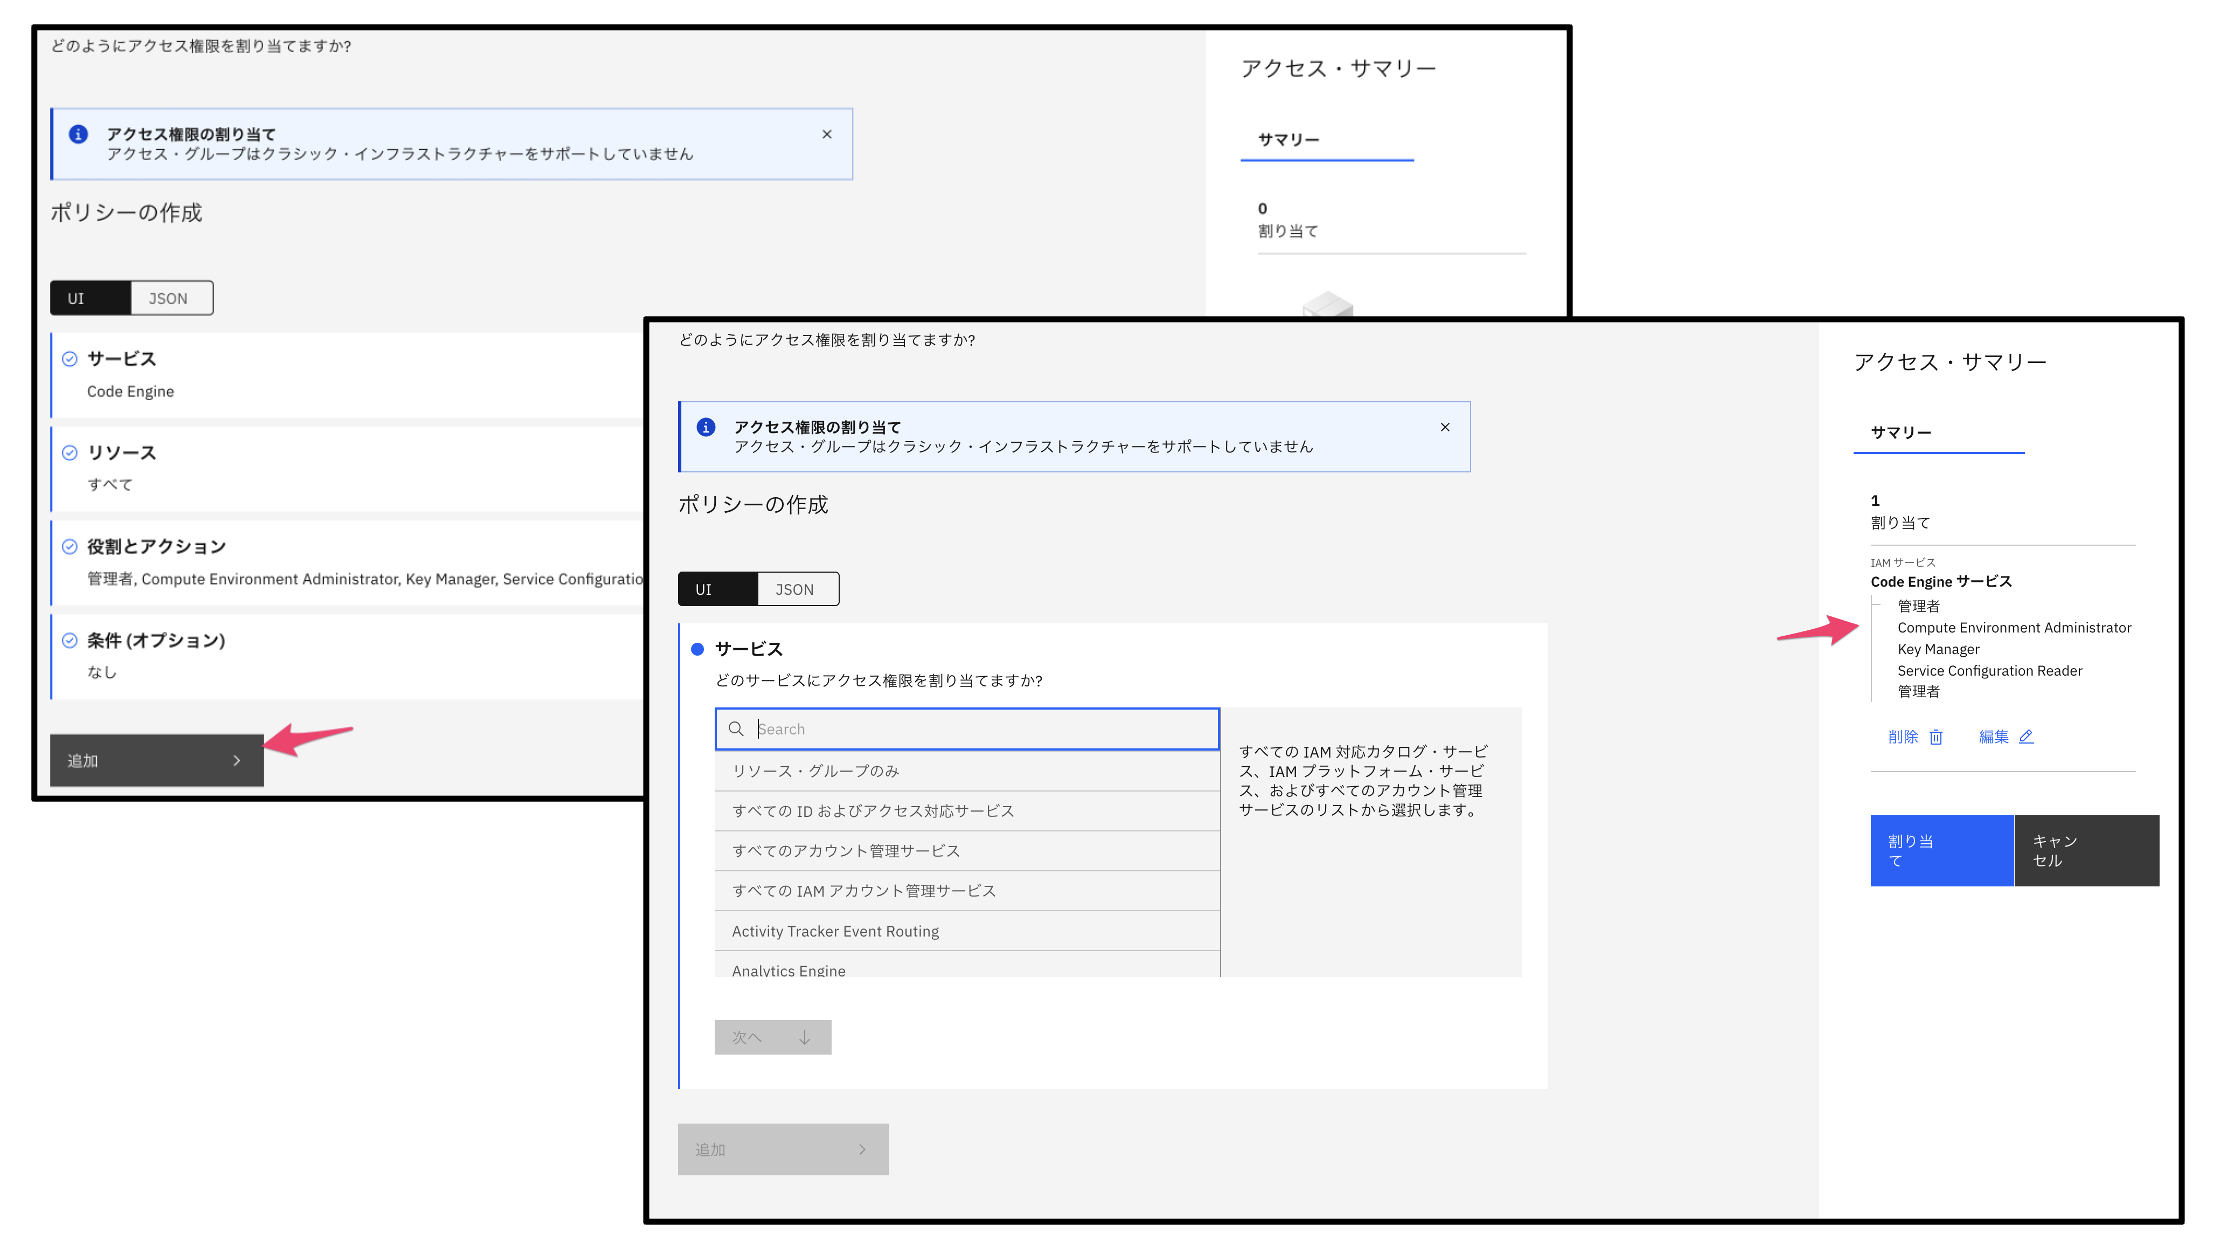 どのようにアクセス権限を割り当てますか?
アクセス権限の割り当て
アクセス・グループはクラシック・インフラストラクチャーをサポートしていません
ポリシーの作成
UI
JSON
サービス
Code Engine
リソース
すべて
役割とアクション
管理者, Compute Environment Administrator, Key Manager, Service Configuratio
条件 (オプション)
なし
追加
アクセス・サマリー
サマリー
0
割り当て
どのようにアクセス権限を割り当てますか?
アクセス権限の割り当て
アクセス・グループはクラシック・インフラストラクチャーをサポートしていません
ポリシーの作成
UI
JSON
サービス
どのサービスにアクセス権限を割り当てますか?
Search
リソース・グループのみ
すべての ID およびアクセス対応サービス
すべてのアカウント管理サービス
すべての IAM アカウント管理サービス
Activity Tracker Event Routing
Analytics Engine
すべての IAM 対応カタログ・サービ
ス、IAM プラットフォーム・サービ
ス、およびすべてのアカウント管理
サービスのリストから選択します。
次へ
追加
アクセス・サマリー
サマリー
1
割り当て
IAM サービス
Code Engine サービス
管理者
Compute Environment Administrator
Key Manager
Service Configuration Reader
管理者
削除
編集
割り当
て
キャン
セル